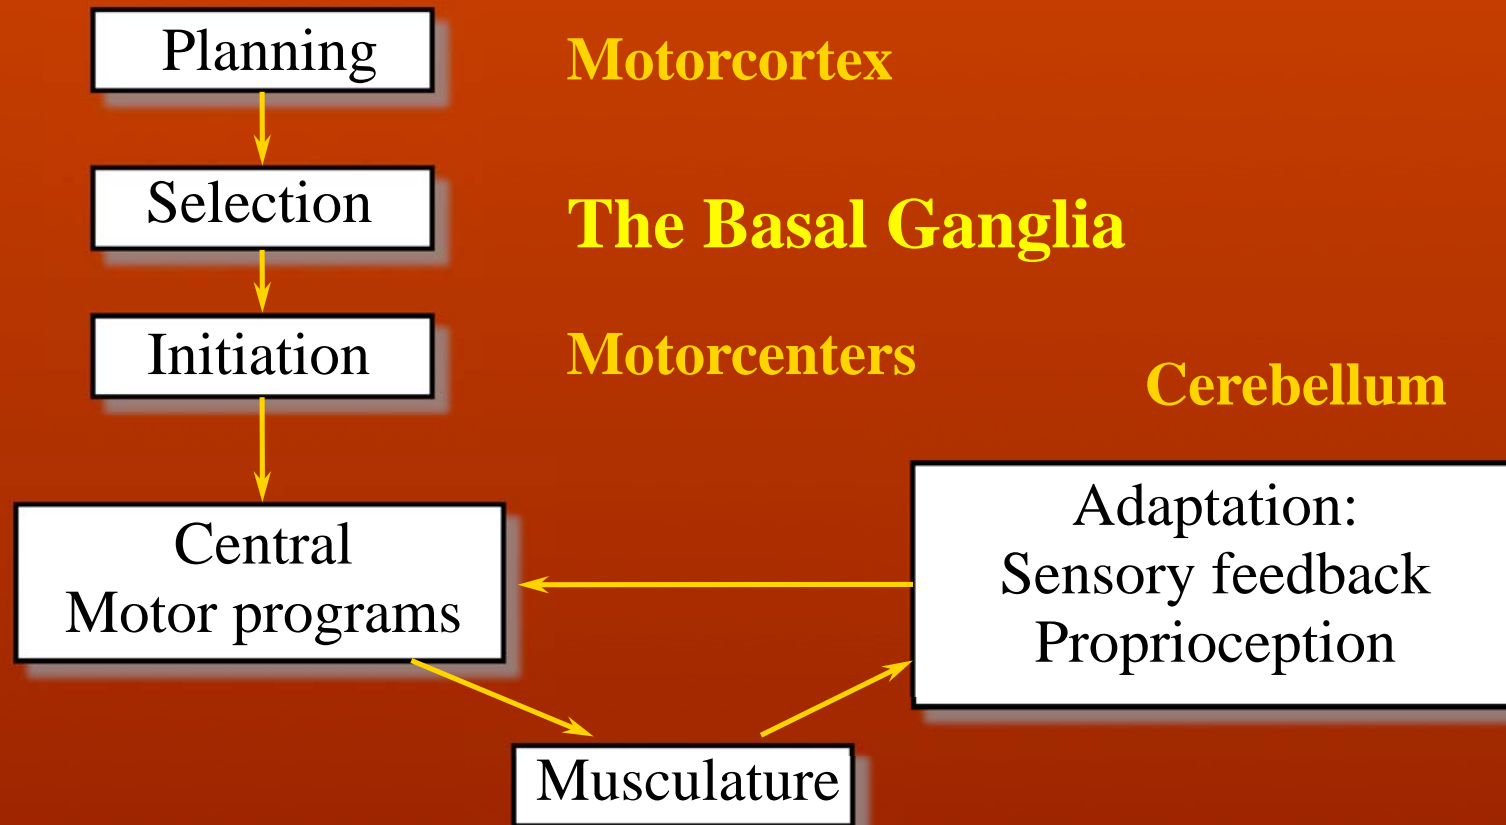 Planning
Motorcortex
Selection
The Basal Ganglia
Initiation
Motorcenters
Cerebellum
Central
Motor programs
Adaptation:
Sensory feedback
Proprioception
Musculature